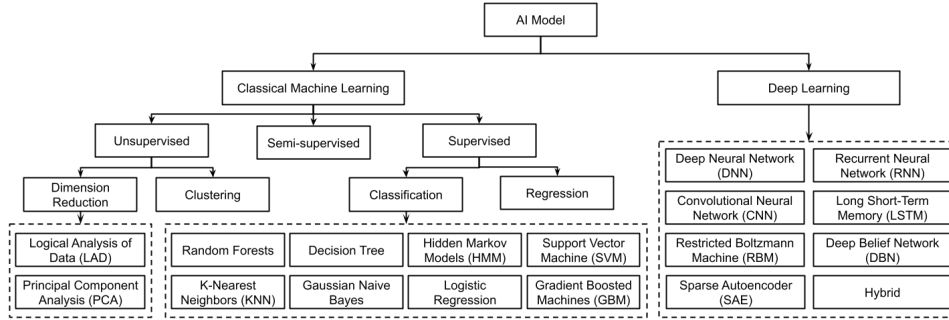 AI Model
Classical Machine Learning
Deep Learning
Unsupervised
Semi-supervised
Supervised
Dimension
Reduction
Clustering
Classification
Regression
Logical Analysis of
Data (LAD)
Principal Component
Analysis (PCA)
Random Forests
Decision Tree
Hidden Markov
Models (HMM)
Support Vector
Machine (SVM)
K-Nearest
Neighbors (KNN)
Gaussian Naive
Bayes
Logistic
Regression
Gradient Boosted
Machines (GBM)
Deep Neural Network
(DNN)
Recurrent Neural
Network (RNN)
Convolutional Neural
Network (CNN)
Long Short-Term
Memory (LSTM)
Restricted Boltzmann
Machine (RBM)
Deep Belief Network
(DBN)
Sparse Autoencoder
(SAE)
Hybrid